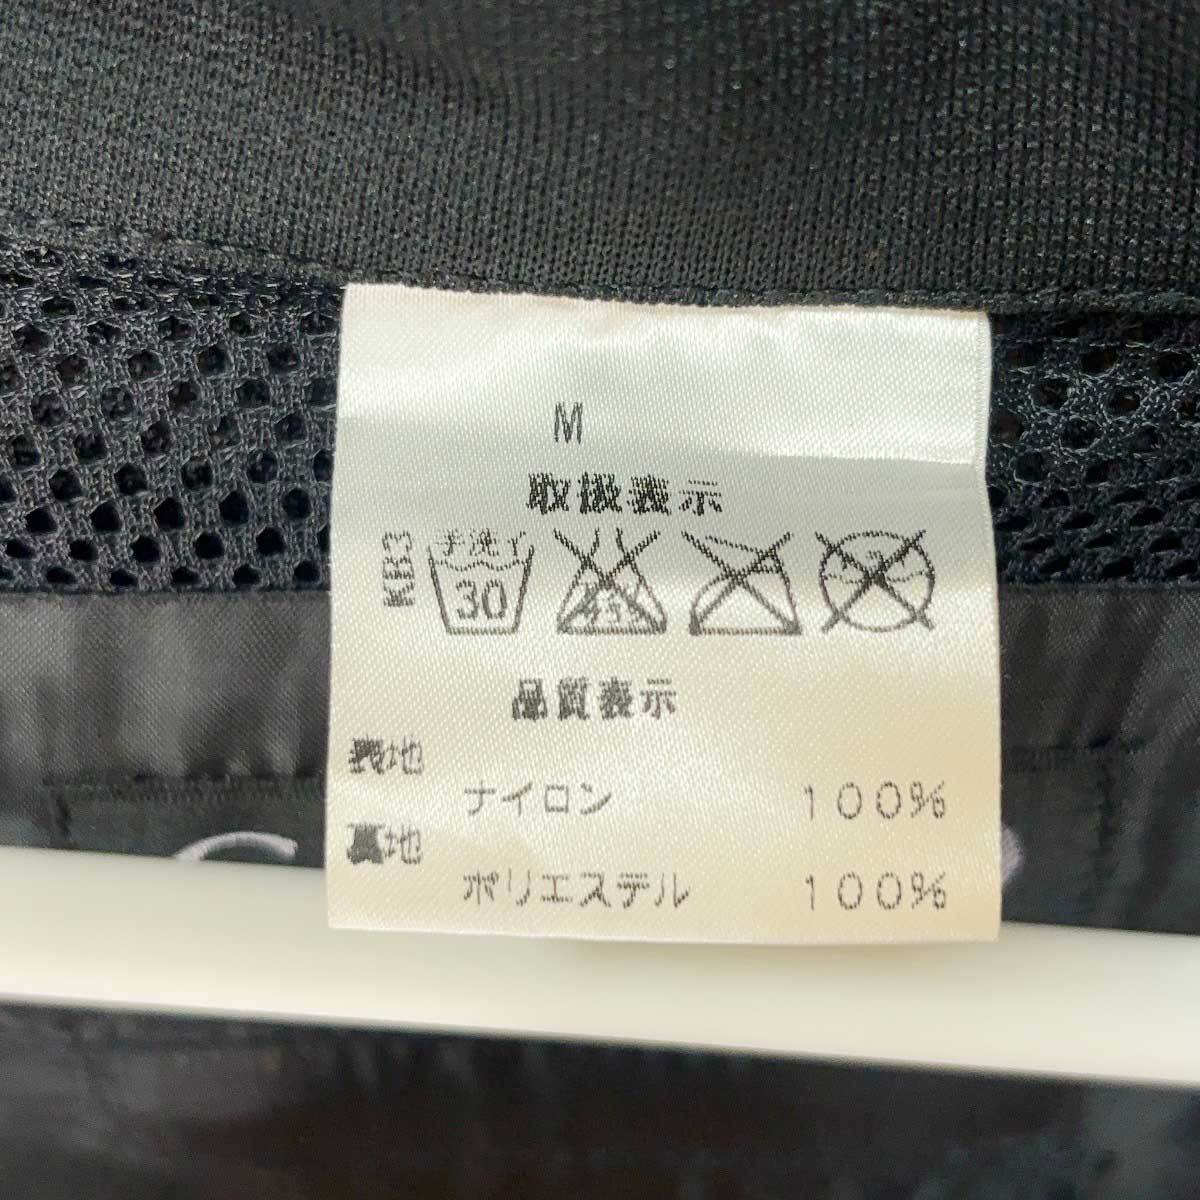 M
取扱表示
KB3
手洗イ
30
品質表示
表地
ナイロン 100%
裏地
ポリエステル 100%